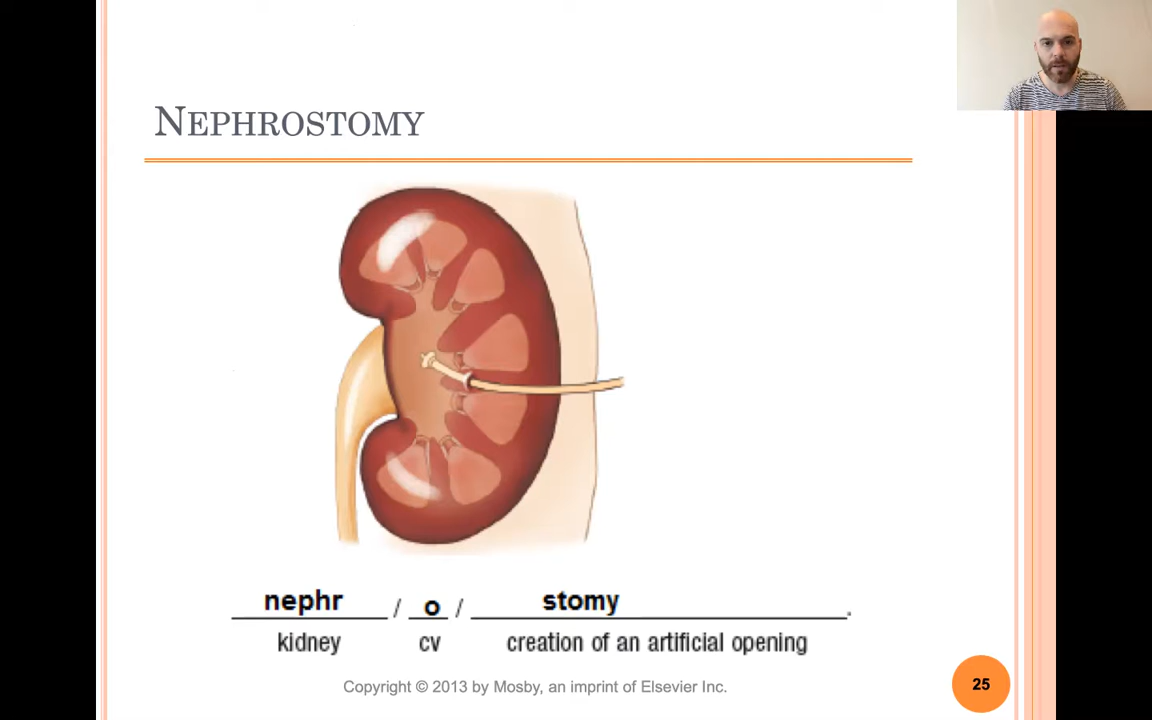 NEPHROSTOMY
nephr / o / stomy.
kidney cv creation of an artificial opening
Copyright © 2013 by Mosby, an imprint of Elsevier Inc.
25